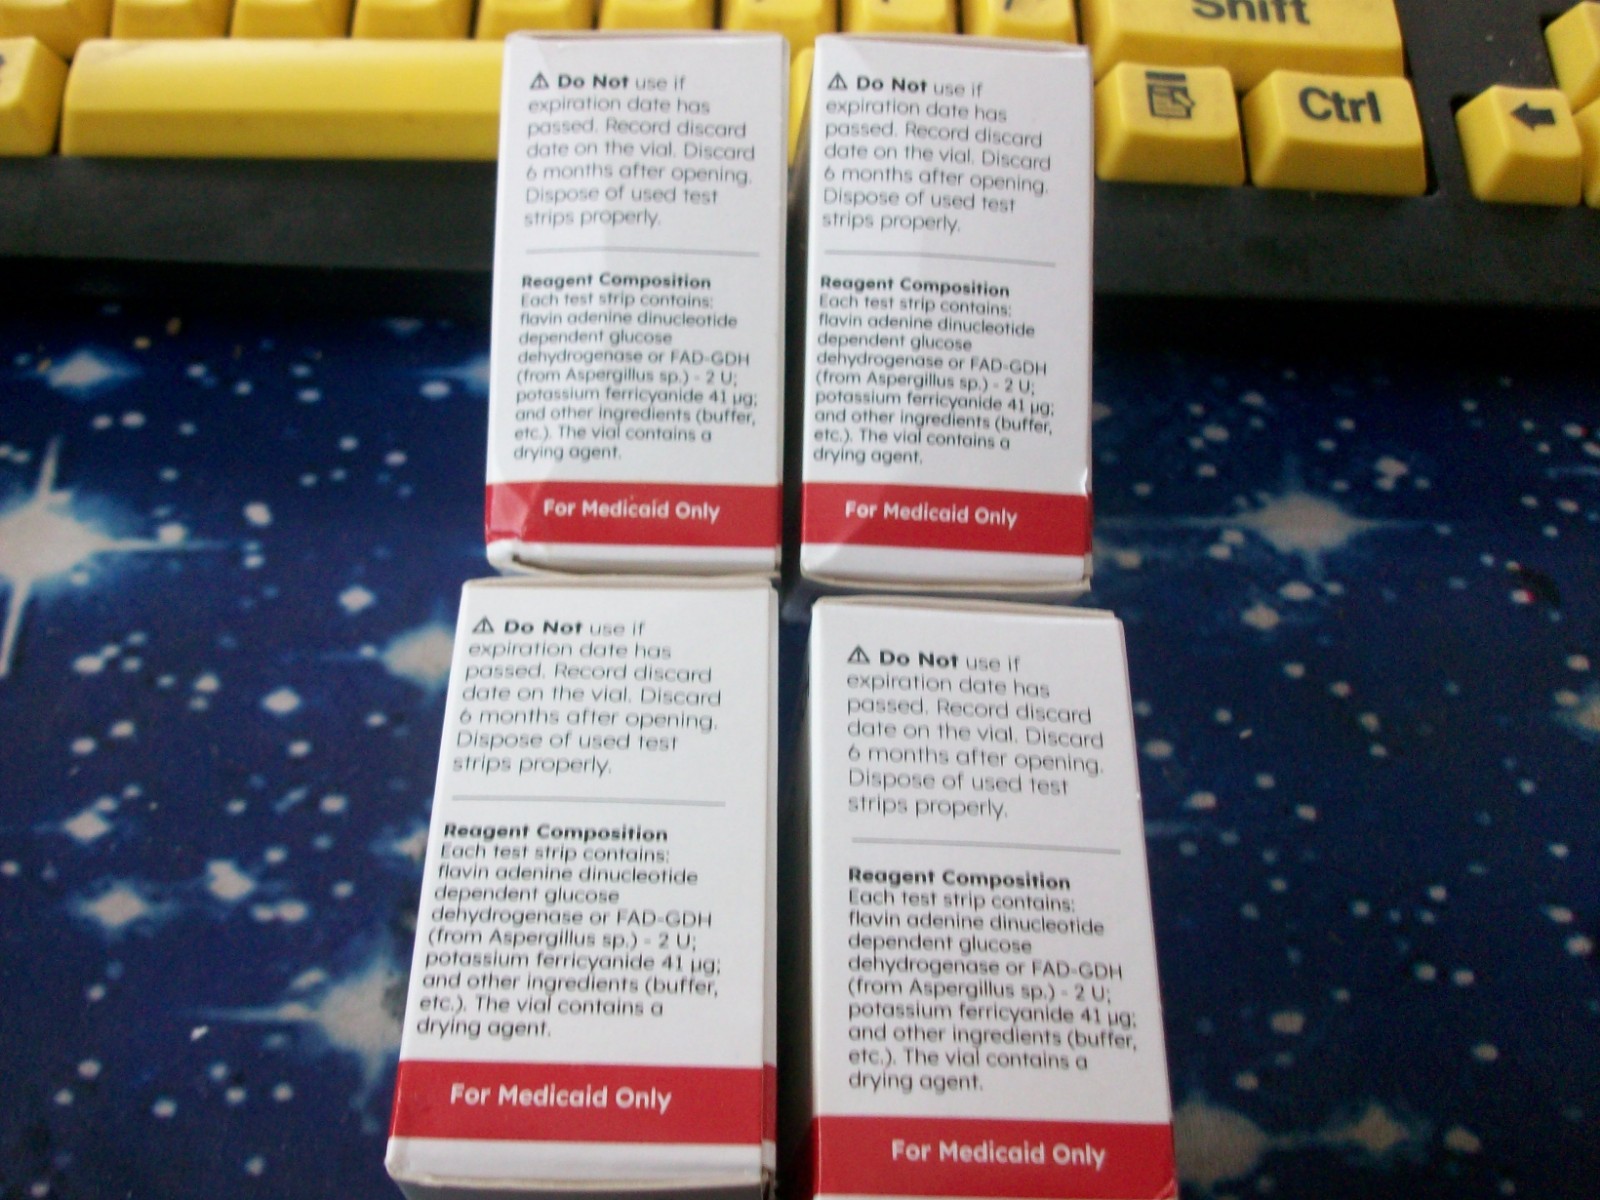 Shift
Ctrl
⚠ Do Not use if
expiration date has
passed. Record discard
date on the vial. Discard
6 months after opening.
Dispose of used test
strips properly.
Reagent Composition
Each test strip contains:
flavin adenine dinucleotide
dependent glucose
dehydrogenase or FAD-GDH
(from Aspergillus sp.) - 2 U;
potassium ferricyanide 41 µg;
and other ingredients (buffer,
etc.). The vial contains a
drying agent.
For Medicaid Only
⚠ Do Not use if
expiration date has
passed. Record discard
date on the vial. Discard
6 months after opening.
Dispose of used test
strips properly.
Reagent Composition
Each test strip contains:
flavin adenine dinucleotide
dependent glucose
dehydrogenase or FAD-GDH
(from Aspergillus sp.) - 2 U;
potassium ferricyanide 41 µg;
and other ingredients (buffer,
etc.). The vial contains a
drying agent.
For Medicaid Only
⚠ Do Not use if
expiration date has
passed. Record discard
date on the vial. Discard
6 months after opening.
Dispose of used test
strips properly.
Reagent Composition
Each test strip contains:
flavin adenine dinucleotide
dependent glucose
dehydrogenase or FAD-GDH
(from Aspergillus sp.) - 2 U;
potassium ferricyanide 41 µg;
and other ingredients (buffer,
etc.). The vial contains a
drying agent.
For Medicaid Only
⚠ Do Not use if
expiration date has
passed. Record discard
date on the vial. Discard
6 months after opening.
Dispose of used test
strips properly.
Reagent Composition
Each test strip contains:
flavin adenine dinucleotide
dependent glucose
dehydrogenase or FAD-GDH
(from Aspergillus sp.) - 2 U;
potassium ferricyanide 41 µg;
and other ingredients (buffer,
etc.). The vial contains a
drying agent.
For Medicaid Only